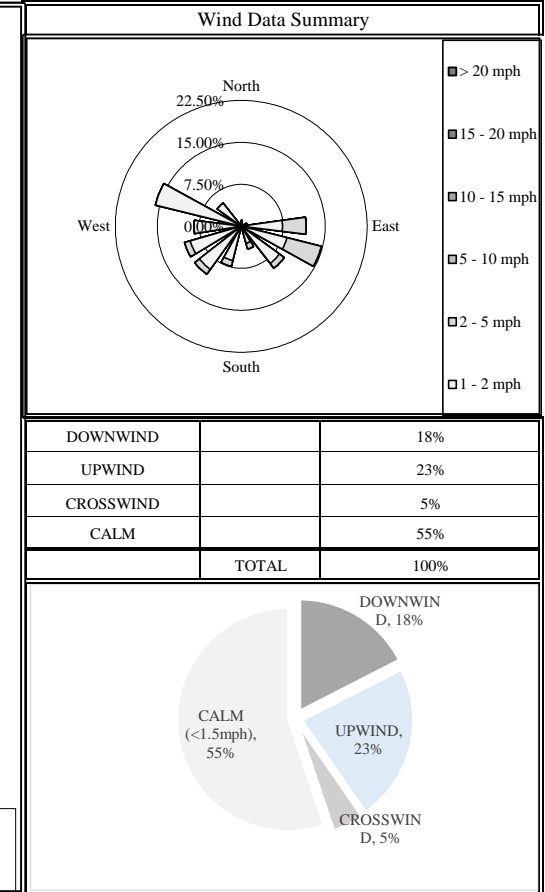 Wind Data Summary
North
22.50%
15.00%
7.50%
0.00%
West
East
South
> 20 mph
15 - 20 mph
10 - 15 mph
5 - 10 mph
2 - 5 mph
1 - 2 mph
DOWNWIND 18%
UPWIND 23%
CROSSWIND 5%
CALM 55%
TOTAL 100%
DOWNWIN
D, 18%
UPWIND,
23%
CROSSWIN
D, 5%
CALM
(<1.5mph),
55%